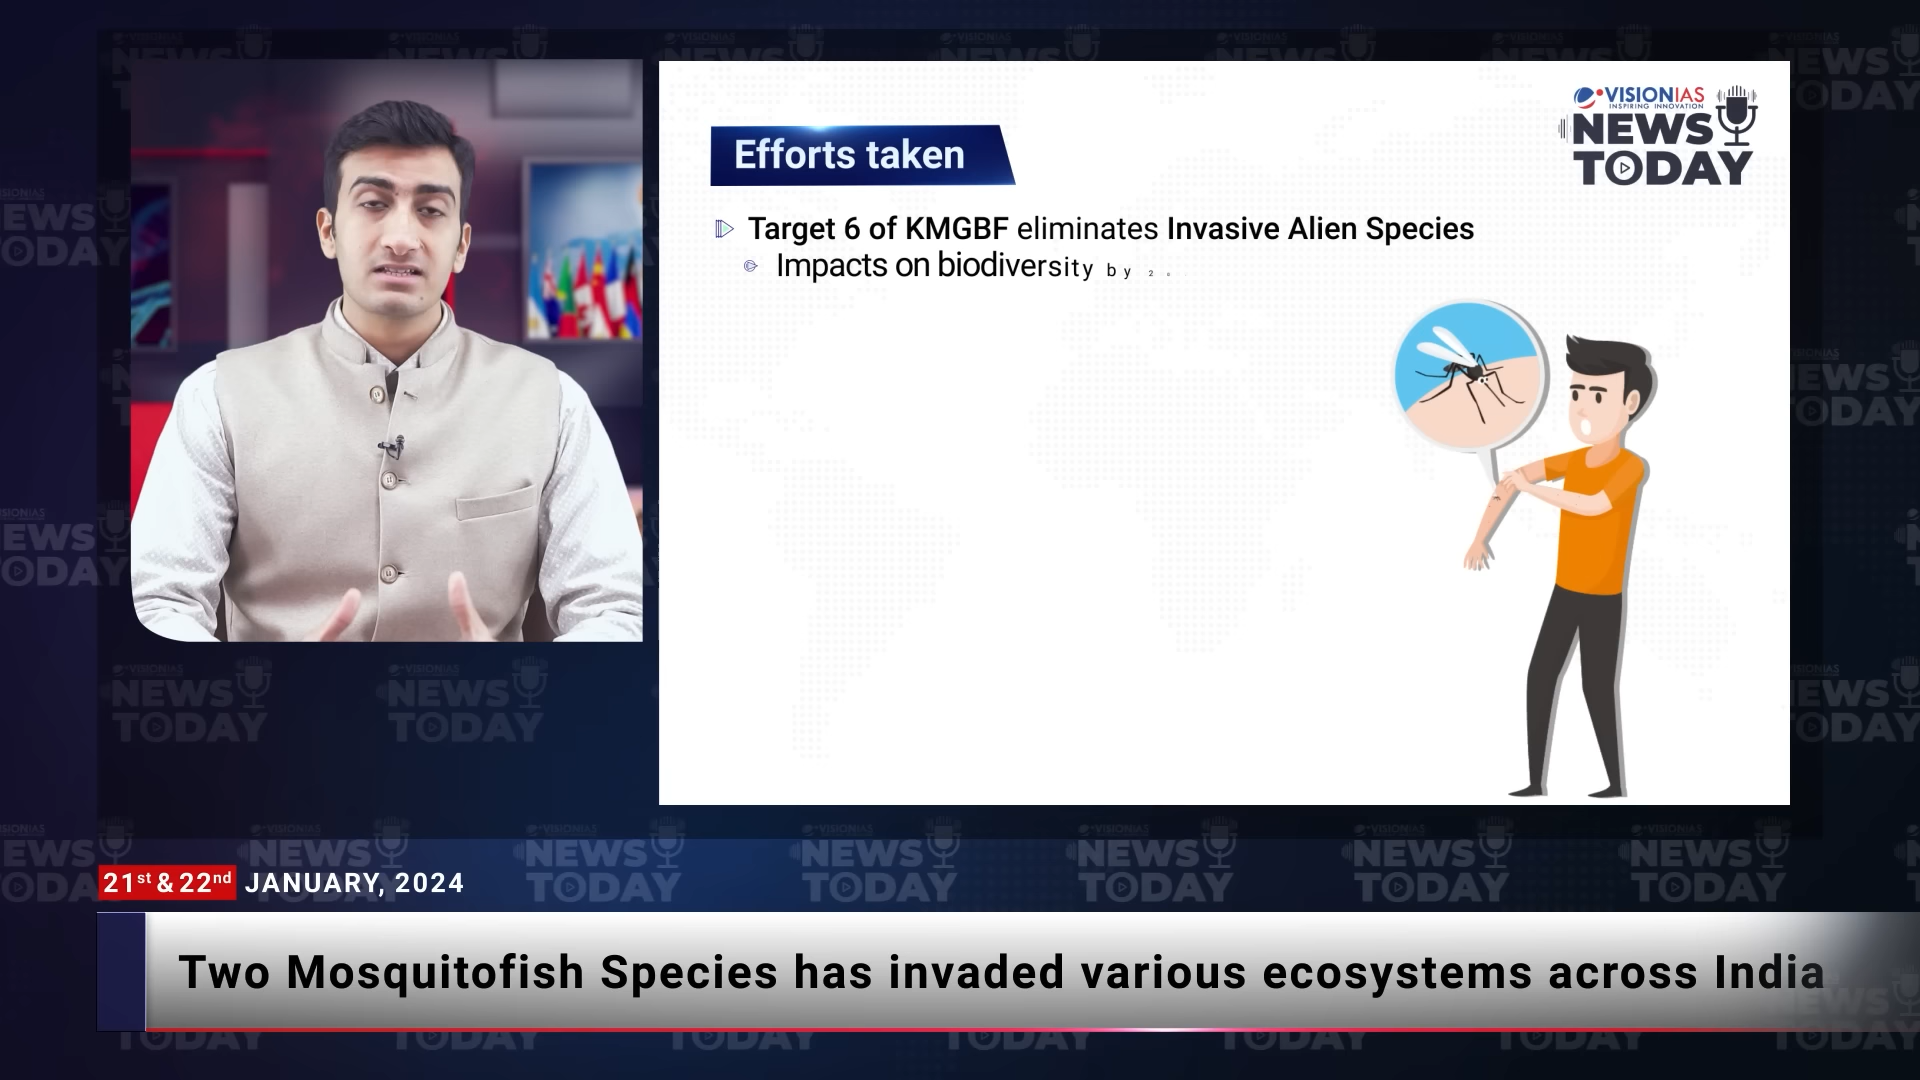 VISIONIAS
INSPIRING INNOVATION
NEWS
TODAY
Efforts taken
Target 6 of KMGBF eliminates Invasive Alien Species
Impacts on biodiversity by 2
21st & 22nd JANUARY, 2024
Two Mosquitofish Species has invaded various ecosystems across India